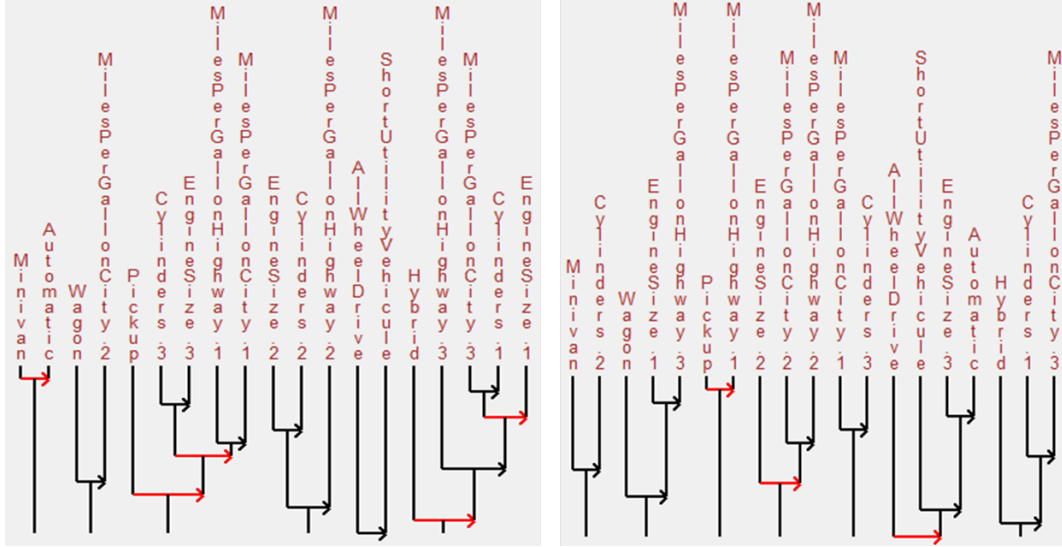 Minivan
Automatic
Wagon
MilesPerGallonCity.2
Pickup
Cylinders.3
EngineSize.3
MilesPerGallonHighway.1
MilesPerGallonCity.1
EngineSize.2
Cylinders.2
MilesPerGallonHighway.2
AllWheelDrive
ShortUtilityVehicule
Hybrid
MilesPerGallonHighway.3
MilesPerGallonCity.3
Cylinders.1
EngineSize.1
Minivan
Cylinders.2
Wagon
EngineSize.1
MilesPerGallonHighway.3
Pickup
MilesPerGallonHighway.1
EngineSize.2
MilesPerGallonCity.2
MilesPerGallonHighway.2
MilesPerGallonCity.1
Cylinders.3
AllWheelDrive
ShortUtilityVehicule
EngineSize.3
Automatic
Hybrid
Cylinders.1
MilesPerGallonCity.3